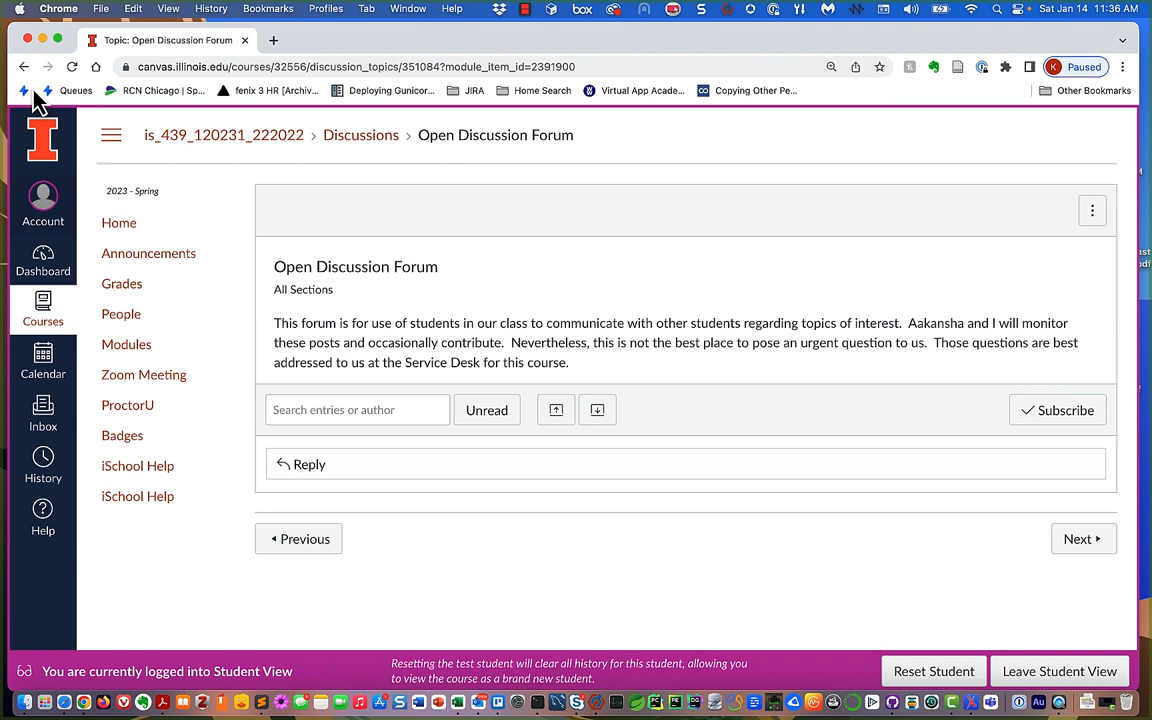 Chrome File Edit View History Bookmarks Profiles Tab Window Help box Sat Jan 14 11:36 AM
Topic: Open Discussion Forum
canvas.illinois.edu/courses/32556/discussion_topics/351084?module_item_id=2391900
K Paused
Queues RCN Chicago | Sp... fenix 3 HR [Archiv... Deploying Gunicor... JIRA Home Search Virtual App Acade... Copying Other Pe... Other Bookmarks
is_439_120231_222022 › Discussions › Open Discussion Forum
2023 - Spring
Account
Dashboard
Courses
Calendar
Inbox
History
Help
Home
Announcements
Grades
People
Modules
Zoom Meeting
ProctorU
Badges
iSchool Help
iSchool Help
Open Discussion Forum
All Sections
This forum is for use of students in our class to communicate with other students regarding topics of interest. Aakansha and I will monitor
these posts and occasionally contribute. Nevertheless, this is not the best place to pose an urgent question to us. Those questions are best
addressed to us at the Service Desk for this course.
Search entries or author Unread Subscribe
Reply
Previous Next
You are currently logged into Student View
Resetting the test student will clear all history for this student, allowing you
to view the course as a brand new student.
Reset Student Leave Student View